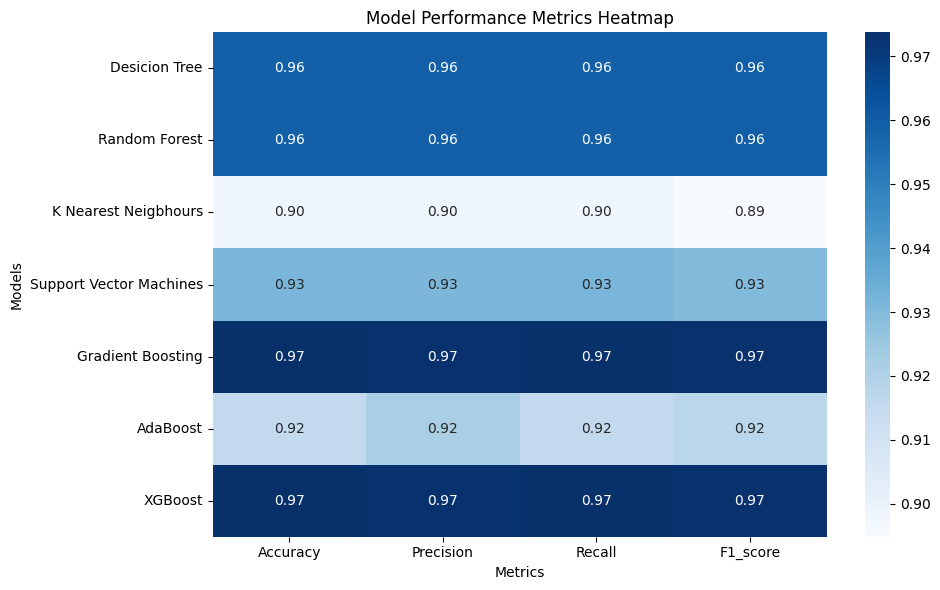 Model Performance Metrics Heatmap
Models
Desicion Tree 0.96 0.96 0.96 0.96
Random Forest 0.96 0.96 0.96 0.96
K Nearest Neigbhours 0.90 0.90 0.90 0.89
Support Vector Machines 0.93 0.93 0.93 0.93
Gradient Boosting 0.97 0.97 0.97 0.97
AdaBoost 0.92 0.92 0.92 0.92
XGBoost 0.97 0.97 0.97 0.97
Accuracy Precision Recall F1_score
Metrics
0.97
0.96
0.95
0.94
0.93
0.92
0.91
0.90